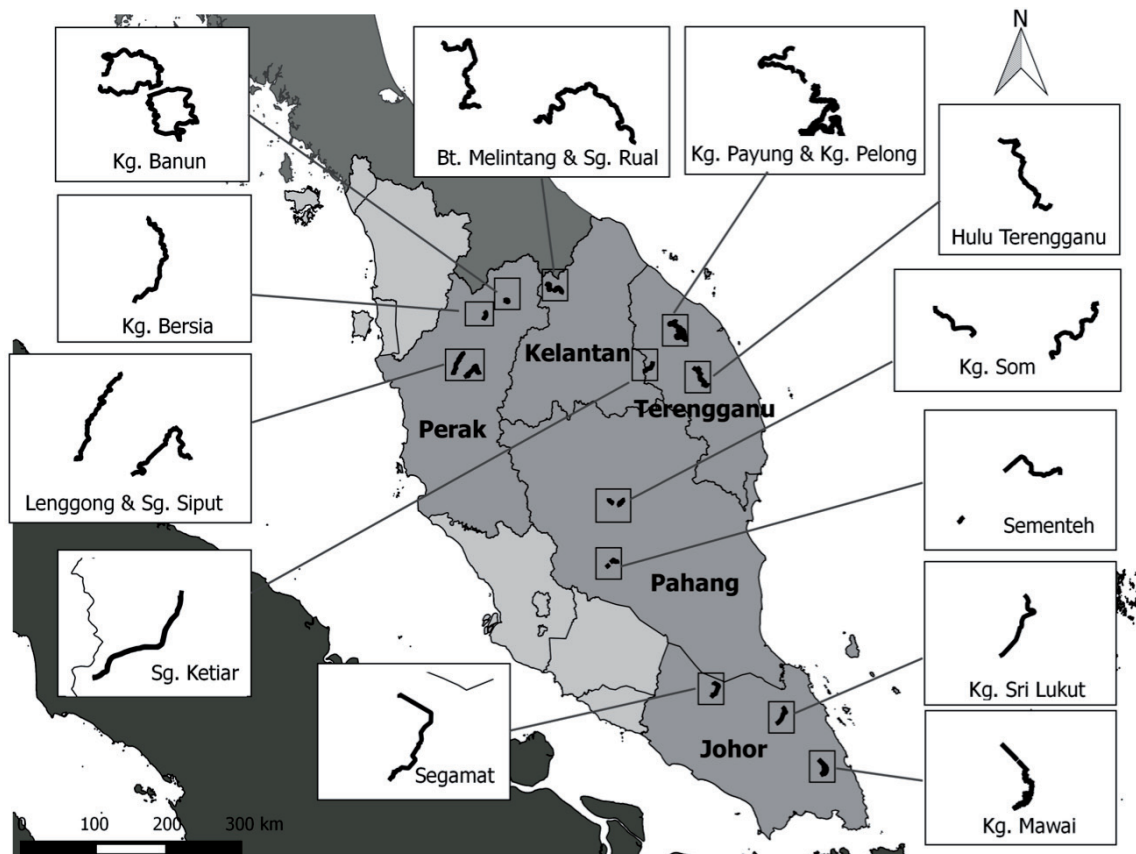 N
Kg. Banun
Bt. Melintang & Sg. Rual
Kg. Payung & Kg. Pelong
Hulu Terengganu
Kg. Bersia
Kg. Som
Kelantan
Terengganu
Perak
Lenggong & Sg. Siput
Sementeh
Pahang
Sg. Ketiar
Kg. Sri Lukut
Johor
Segamat
Kg. Mawai
0 100 200 300 km